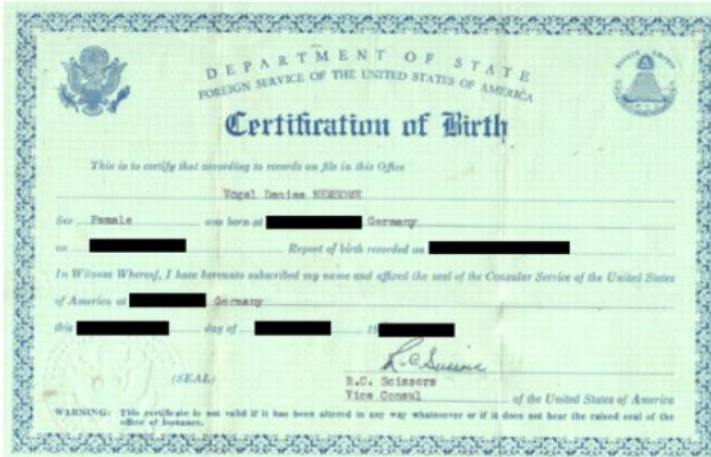 DEPARTMENT OF STATE
FOREIGN SERVICE OF THE UNITED STATES OF AMERICA
Certification of Birth
This is to certify that according to records on file in this Office
Vogel Denise NEWSOME
Sex Female was born at Germany
on Report of birth recorded on
In Witness Whereof, I have hereunto subscribed my name and affixed the seal of the Consular Service of the United States
of America at Germany
this day of 19
R.C. Scissors
(SEAL)
R.C. Scissors
Vice Consul of the United States of America
WARNING: This certificate is not valid if it has been altered in any way whatsoever or if it does not bear the raised seal of the
office of issuance.